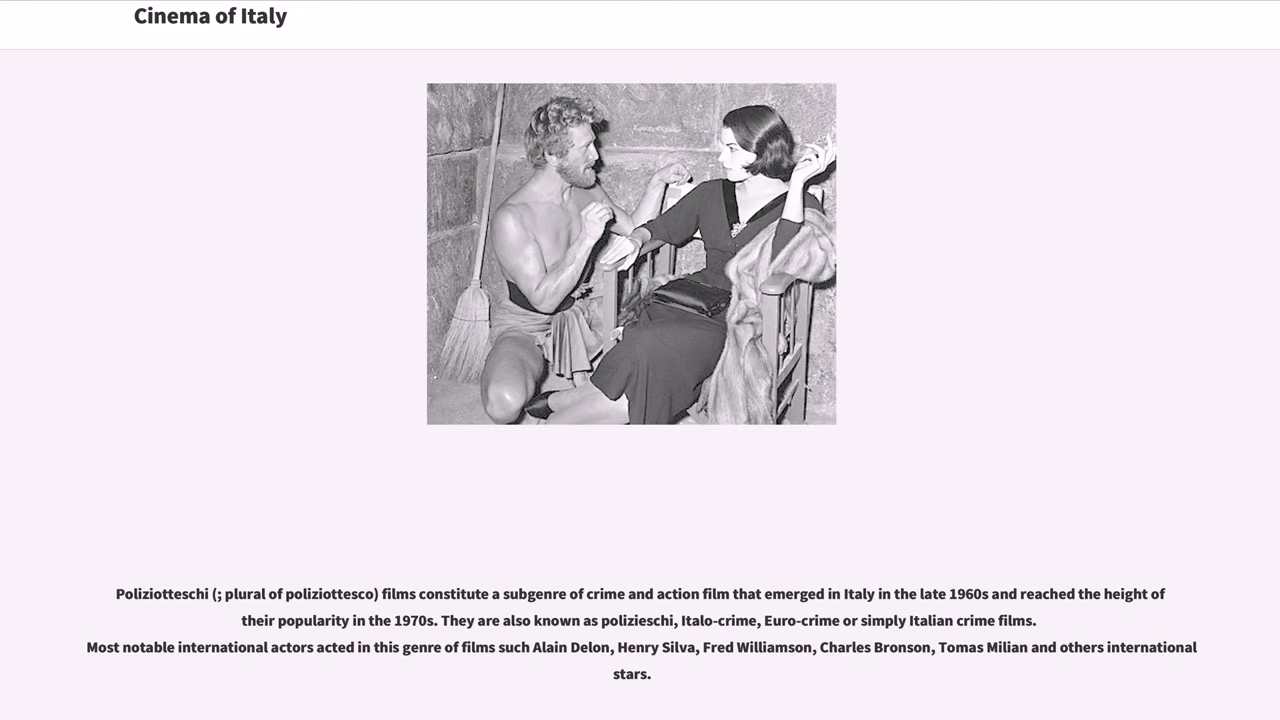 Cinema of Italy
Poliziotteschi (; plural of poliziottesco) films constitute a subgenre of crime and action film that emerged in Italy in the late 1960s and reached the height of
their popularity in the 1970s. They are also known as polizieschi, Italo-crime, Euro-crime or simply Italian crime films.
Most notable international actors acted in this genre of films such Alain Delon, Henry Silva, Fred Williamson, Charles Bronson, Tomas Milian and others international
stars.